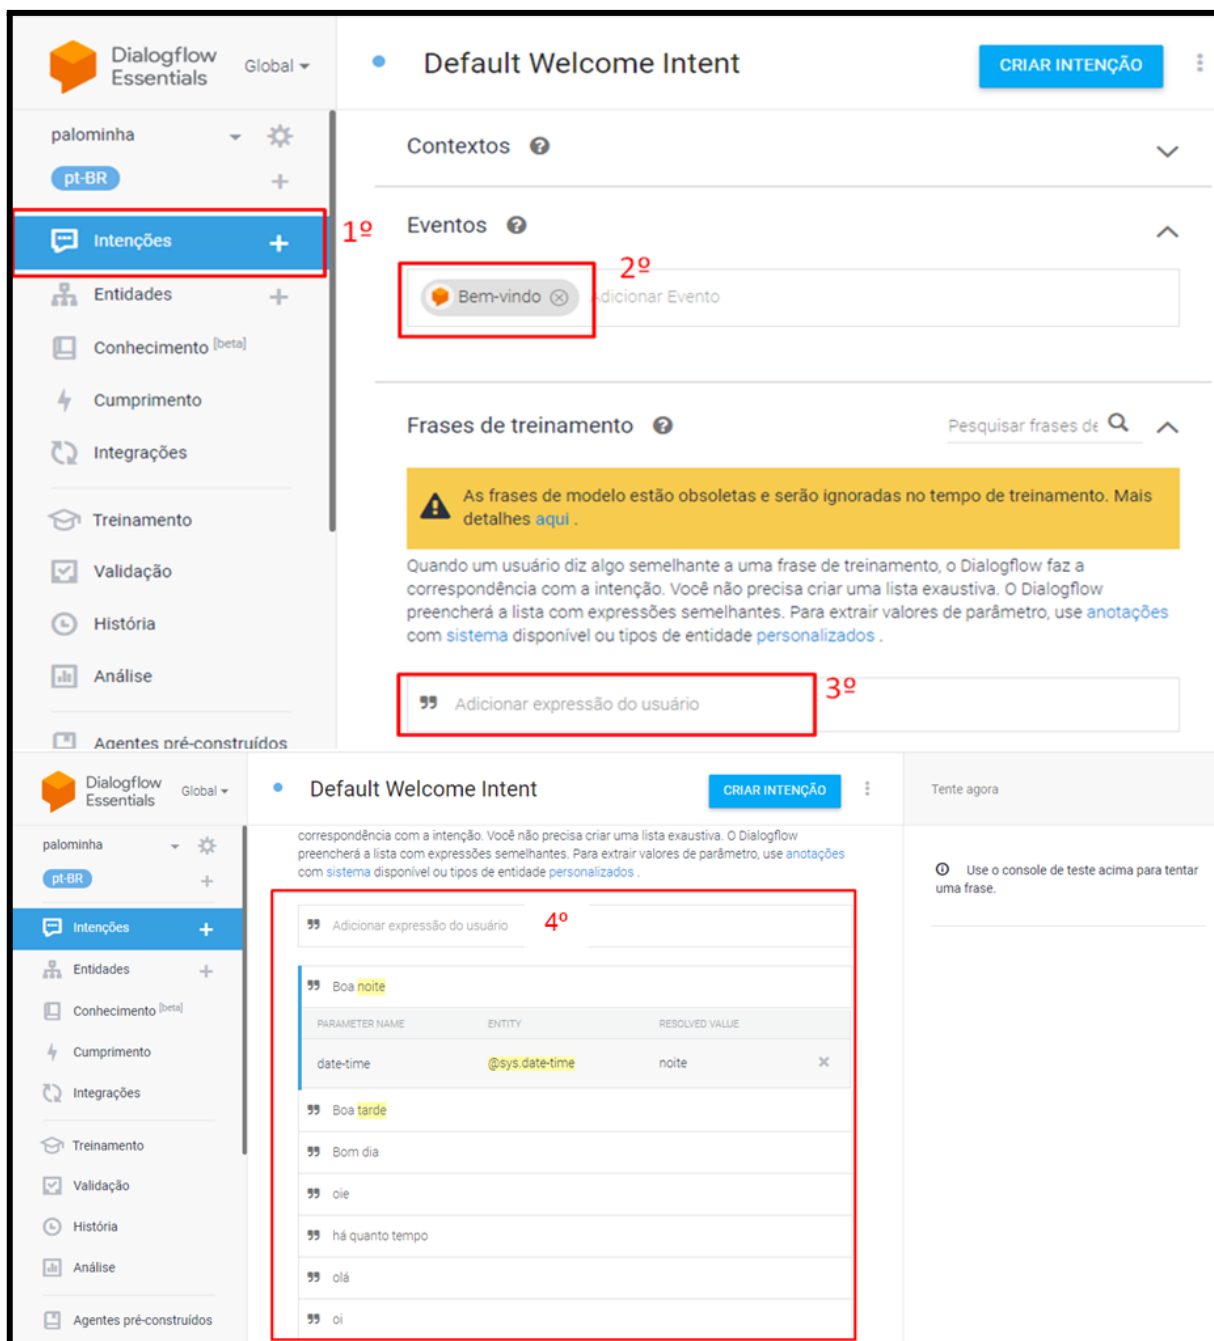 Dialogflow
Essentials
Global
Default Welcome Intent
CRIAR INTENÇÃO
palominha
pt-BR
Contextos
Intenções
1º
Eventos
2º
Bem-vindo
Adicionar Evento
Entidades
Conhecimento [beta]
Cumprimento
Integrações
Treinamento
Validação
História
Análise
Agentes pré-construídos
Frases de treinamento
Pesquisar frases de
As frases de modelo estão obsoletas e serão ignoradas no tempo de treinamento. Mais
detalhes aqui .
Quando um usuário diz algo semelhante a uma frase de treinamento, o Dialogflow faz a
correspondência com a intenção. Você não precisa criar uma lista exaustiva. O Dialogflow
preencherá a lista com expressões semelhantes. Para extrair valores de parâmetro, use anotações
com sistema disponível ou tipos de entidade personalizados .
Adicionar expressão do usuário
3º
Dialogflow
Essentials
Global
Default Welcome Intent
CRIAR INTENÇÃO
Tente agora
palominha
pt-BR
Intenções
Entidades
Conhecimento [beta]
Cumprimento
Integrações
Treinamento
Validação
História
Análise
Agentes pré-construídos
correspondência com a intenção. Você não precisa criar uma lista exaustiva. O Dialogflow
preencherá a lista com expressões semelhantes. Para extrair valores de parâmetro, use anotações
com sistema disponível ou tipos de entidade personalizados .
Adicionar expressão do usuário
4º
Boa noite
PARAMETER NAME ENTITY RESOLVED VALUE
date-time @sys.date-time noite
Boa tarde
Bom dia
oie
há quanto tempo
olá
oi
Use o console de teste acima para tentar
uma frase.